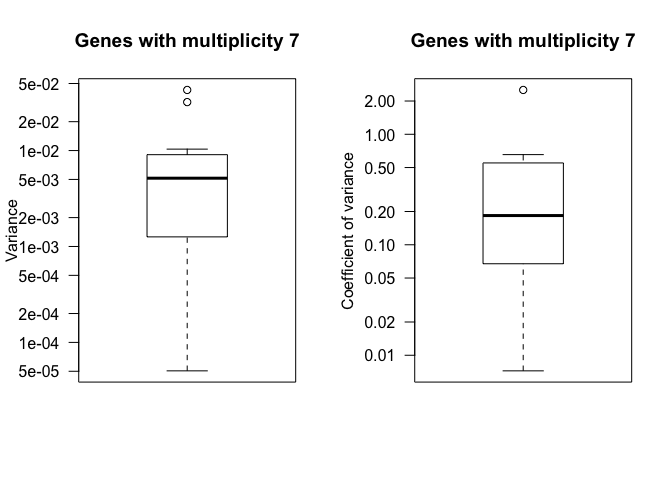 Genes with multiplicity 7
5e-02
2e-02
1e-02
5e-03
2e-03
1e-03
5e-04
2e-04
1e-04
5e-05
Variance
Genes with multiplicity 7
2.00
1.00
0.50
0.20
0.10
0.05
0.02
0.01
Coefficient of variance